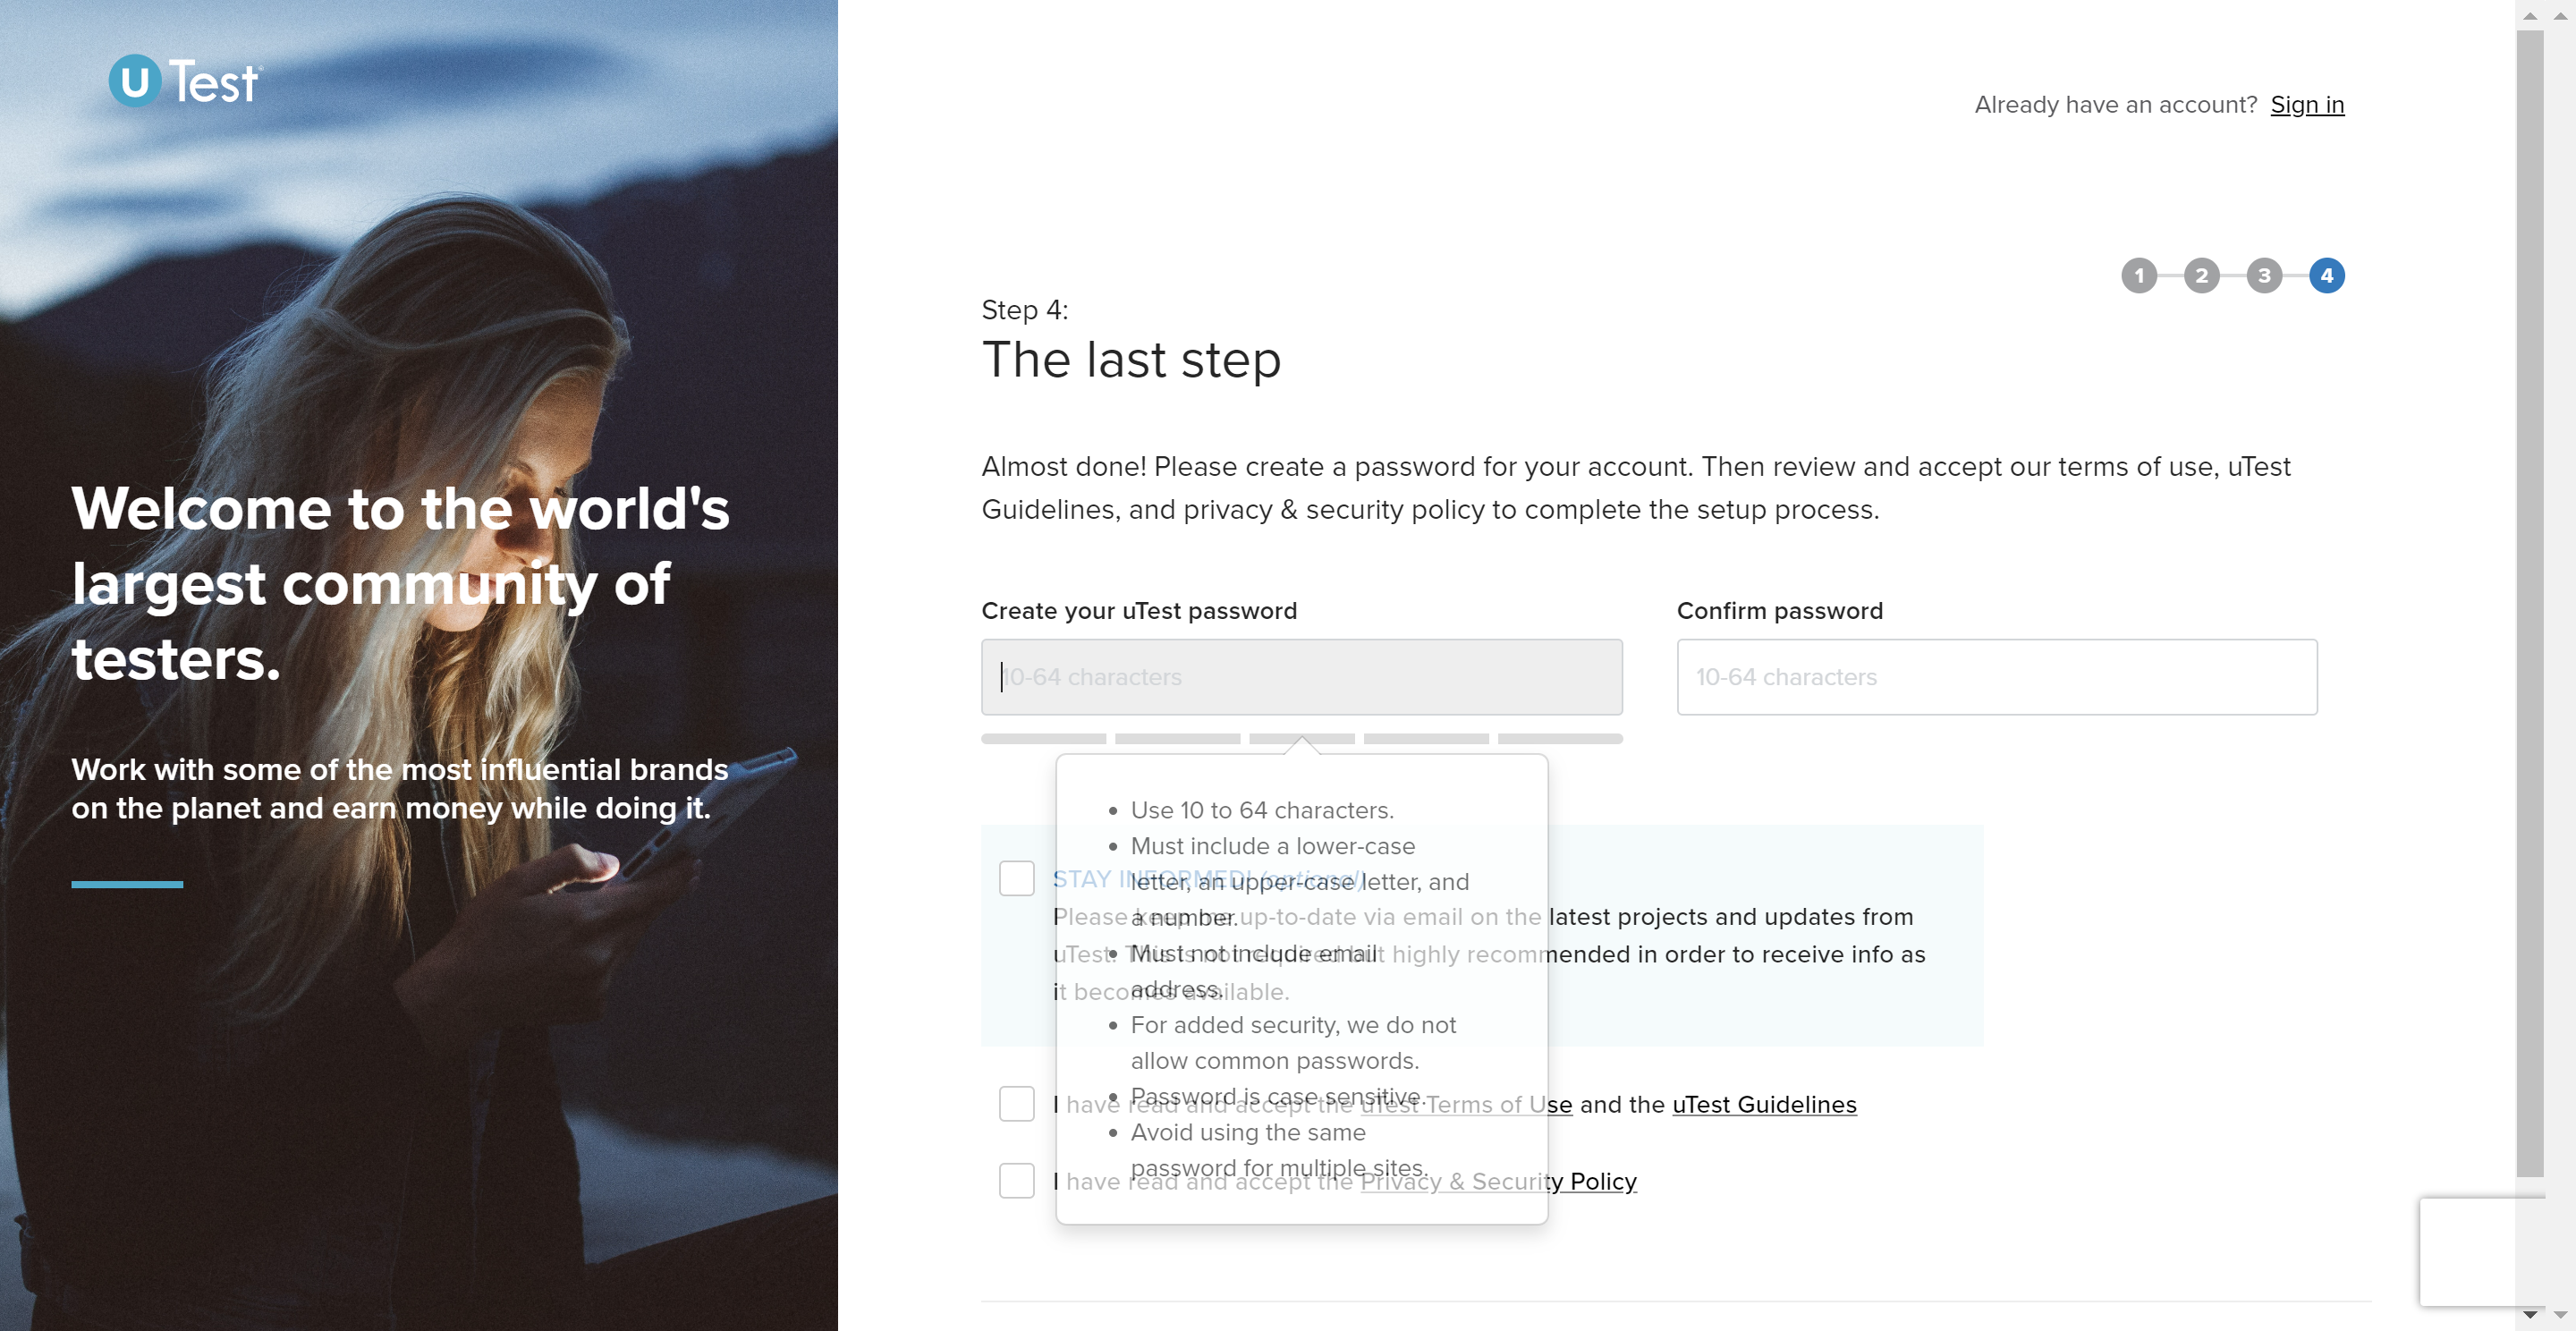 U Test
Welcome to the world's
largest community of
testers.
Work with some of the most influential brands
on the planet and earn money while doing it.
Already have an account? Sign in
1 2 3 4
Step 4:
The last step
Almost done! Please create a password for your account. Then review and accept our terms of use, uTest
Guidelines, and privacy & security policy to complete the setup process.
Create your uTest password
10-64 characters
Confirm password
10-64 characters
Use 10 to 64 characters.
Must include a lower-case
letter, an upper-case letter, and
a number.
Must not include email
address.
For added security, we do not
allow common passwords.
Password is case sensitive.
Avoid using the same
password for multiple sites.
STAY INFORMED! (optional)
Please keep me up-to-date via email on the latest projects and updates from
uTest. This is not required but highly recommended in order to receive info as
it becomes available.
I have read and accept the uTest Terms of Use and the uTest Guidelines
I have read and accept the Privacy & Security Policy